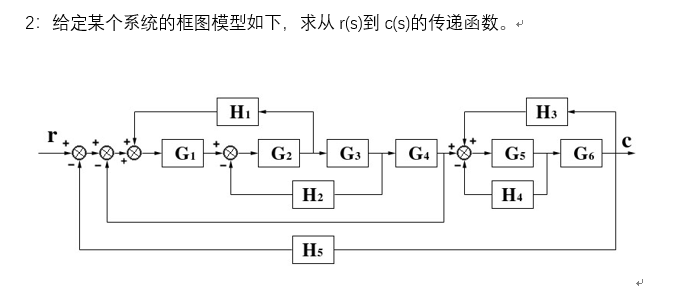 2：给定某个系统的框图模型如下，求从 r(s)到 c(s)的传递函数。↵
H₁ H₃
r + + + + + + + c
G₁ G₂ G₃ G₄ G₅ G₆
− − − −
H₂ H₄
H₅
↵